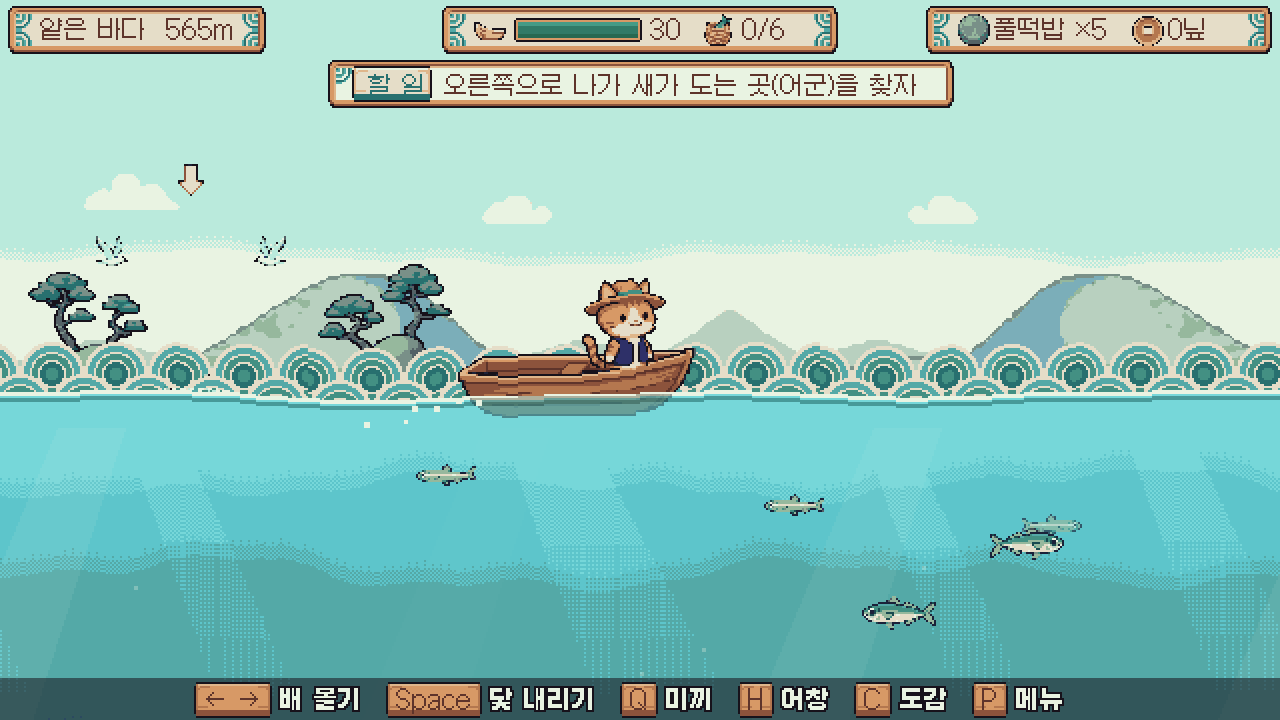 얕은 바다 565m
30 0/6
풀떡밥 ×5 0닢
할 일 오른쪽으로 나가 새가 도는 곳(어군)을 찾자
← → 배 몰기 Space 닻 내리기 Q 미끼 H 어창 C 도감 P 메뉴